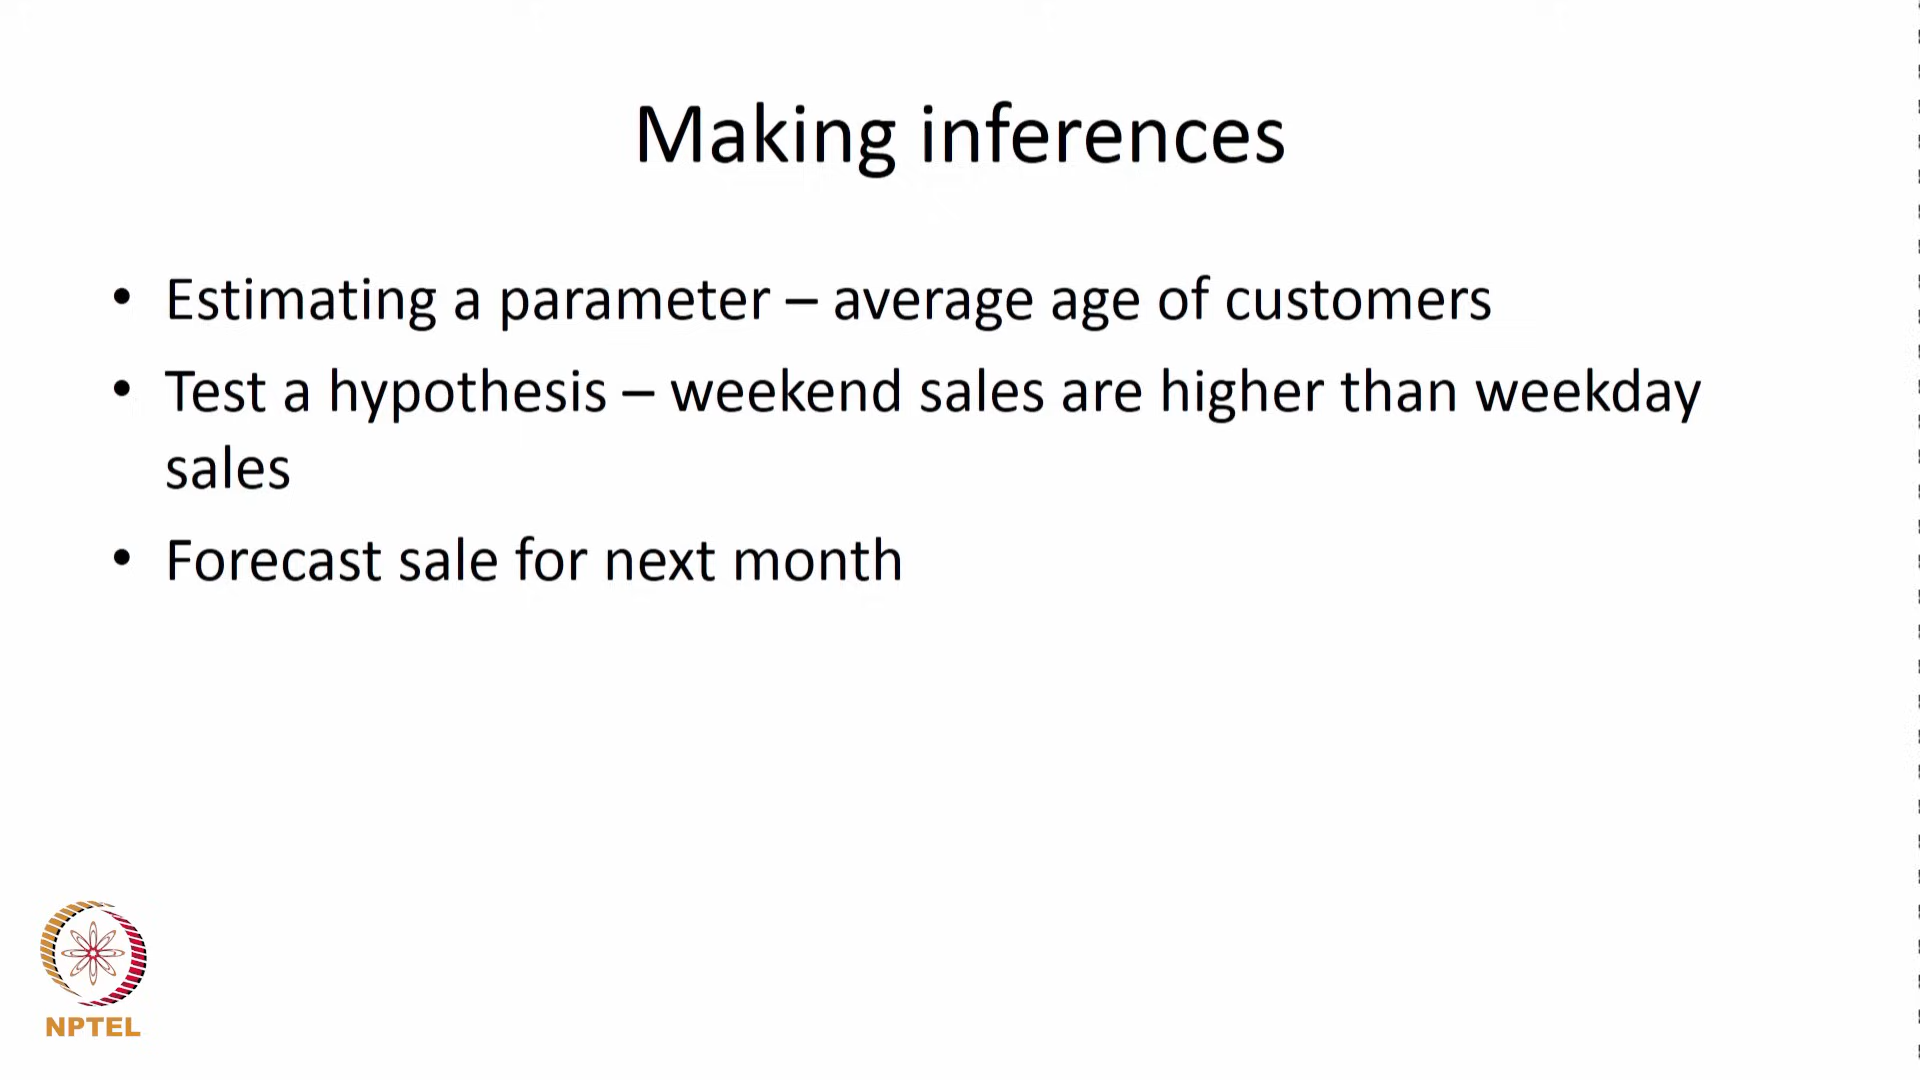 Making inferences
• Estimating a parameter – average age of customers
• Test a hypothesis – weekend sales are higher than weekday
sales
• Forecast sale for next month
NPTEL